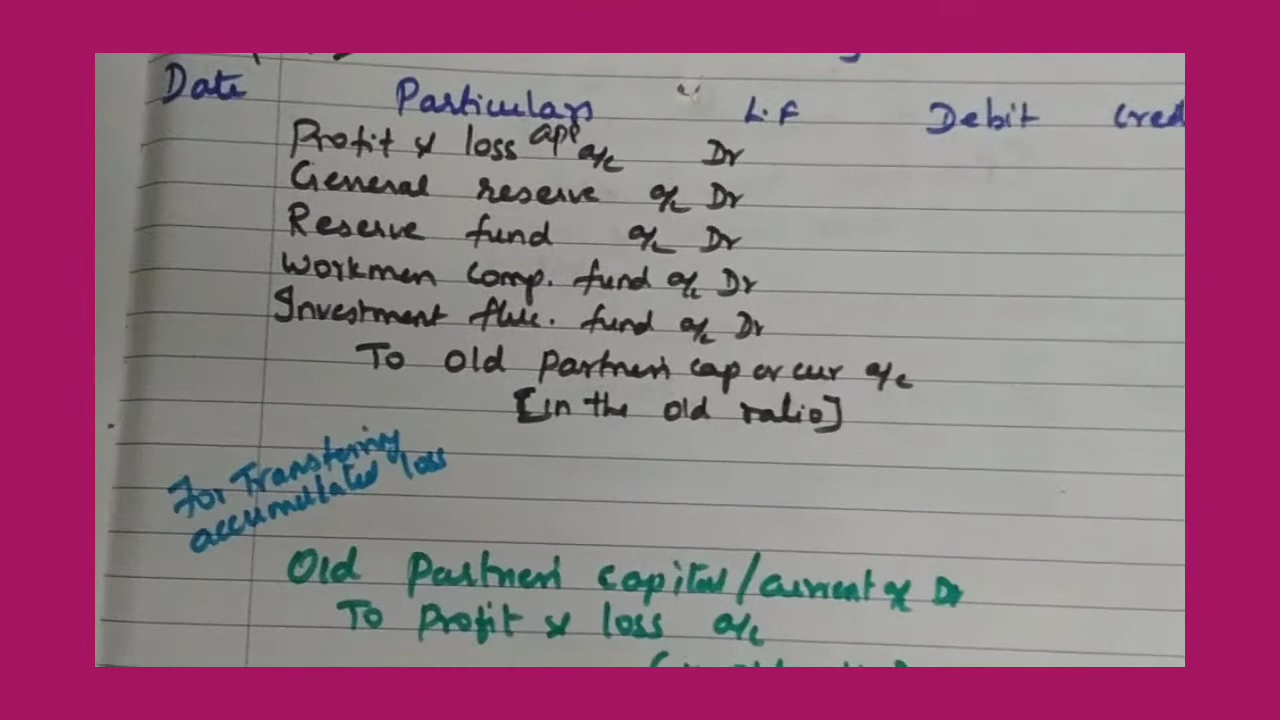 Date Particulars L.F Debit Cred
Profit & loss app a/c Dr
General reserve a/c Dr
Reserve fund a/c Dr
Workmen comp. fund a/c Dr
Investment fluc. fund a/c Dr
To Old partners cap or cur a/c
[in the old ratio]
For Transferring
accumulated loss
Old Partners capital/current a/c Dr
To Profit & loss a/c